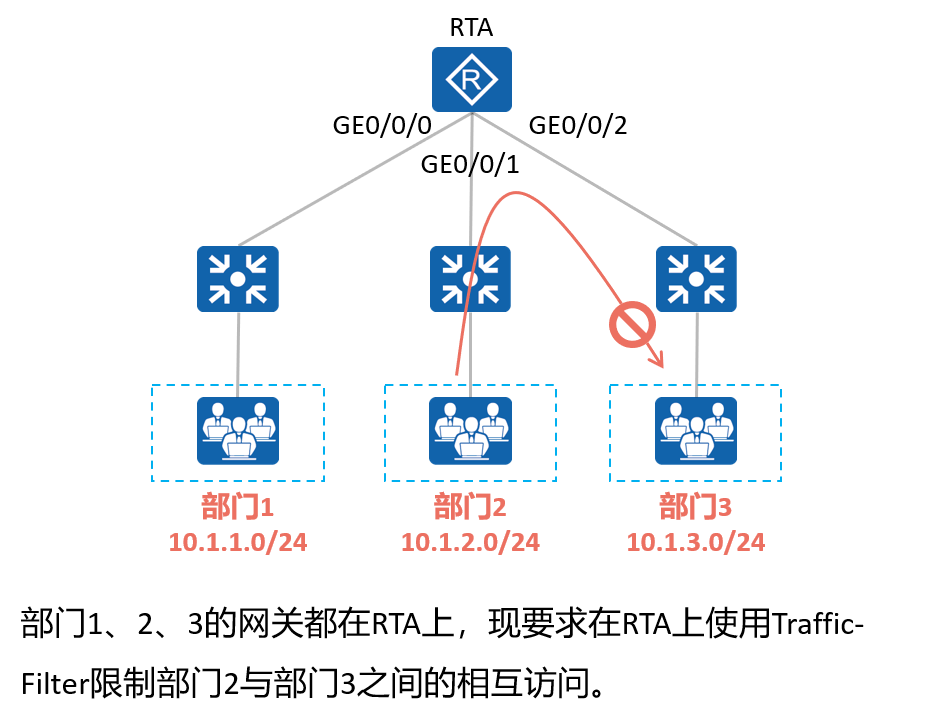 RTA
R
GE0/0/0
GE0/0/2
GE0/0/1
部门1
部门2
部门3
10.1.1.0/24
10.1.2.0/24
10.1.3.0/24
部门1、2、3的网关都在RTA上，现要求在RTA上使用Traffic-
Filter限制部门2与部门3之间的相互访问。